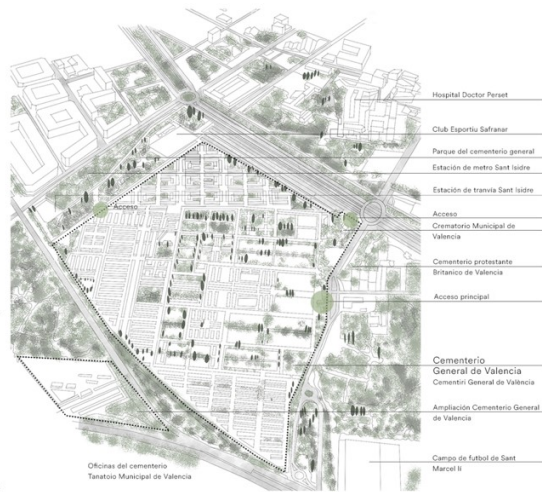 Hospital Doctor Perset
Club Esportiu Safranar
Parque del cementerio general
Estación de metro Sant Isidre
Estación de tranvía Sant Isidre
Acceso
Acceso
Crematorio Municipal de
Valencia
Cementerio protestante
Britanico de Valencia
Acceso principal
Cementerio
General de Valencia
Cementiri General de València
Ampliación Cementerio General
de Valencia
Campo de futbol de Sant
Marcel lí
Oficinas del cementerio
Tanatoio Municipal de Valencia